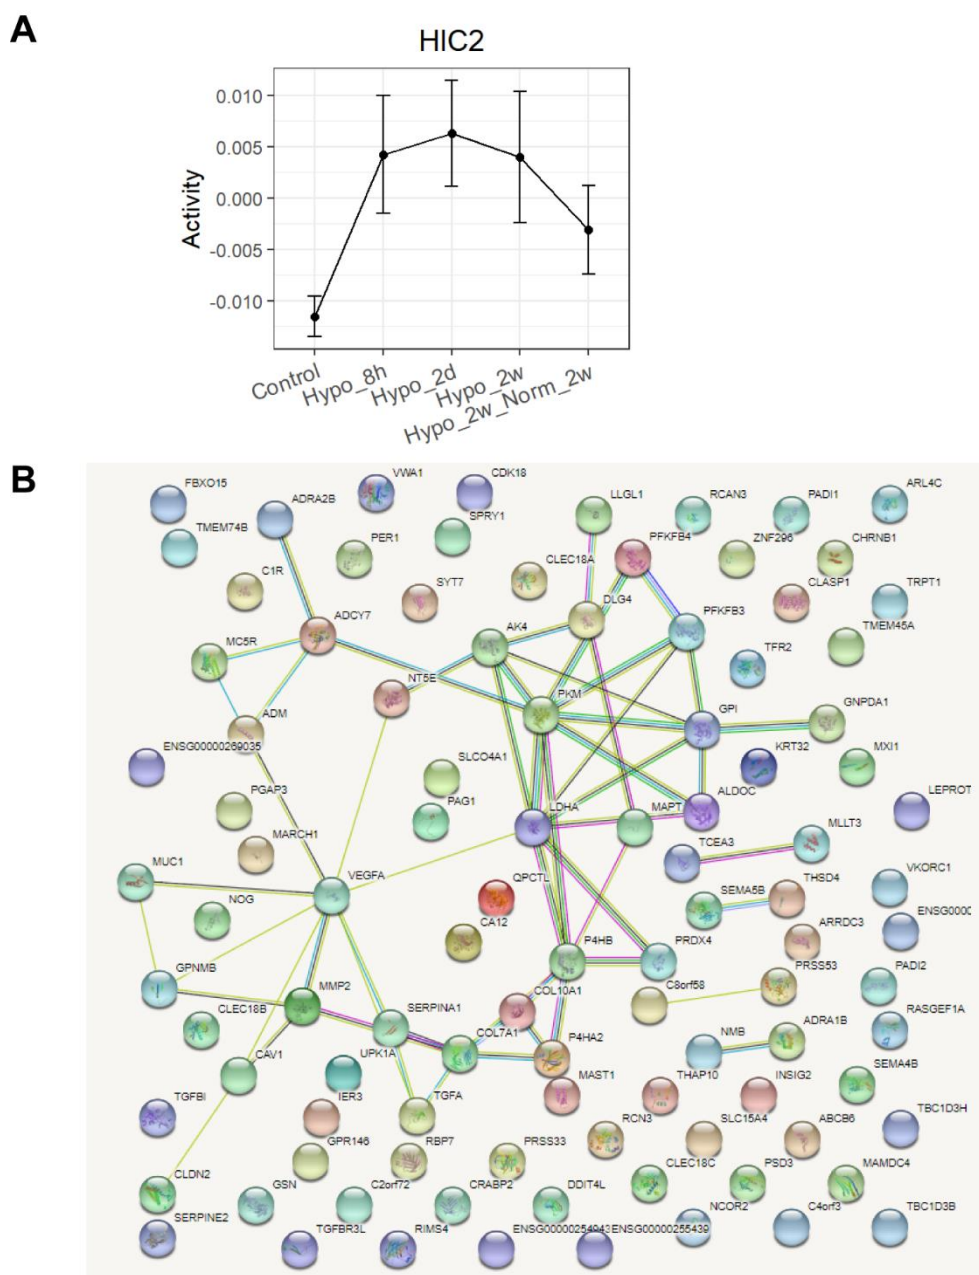 A
HIC2
Activity
0.010
0.005
0.000
-0.005
-0.010
Control
Hypo_8h
Hypo_2d
Hypo_2w
Hypo_2w_Norm_2w
B
FBXO15
ADRA2B
VWA1
CDK18
LLGL1
RCAN3
PADI1
ARL4C
TMEM74B
PER1
SPRY1
CLEC18A
PFKFB4
ZNF296
CHRNB1
C1R
SYT7
DLG4
CLASP1
TRPT1
ADCY7
AK4
PFKFB3
TMEM45A
MC5R
NT5E
TFR2
PKM
GPI
GNPDA1
ADM
ENSG00000269035
SLCO4A1
KRT32
MXI1
PGAP3
PAG1
LDHA
MAPT
ALDOC
LEPROT
MARCH1
TCEA3
MLLT3
MUC1
VEGFA
QPCTL
SEMA5B
THSD4
VKORC1
NOG
CA12
ARRDC3
ENSG000
P4HB
PRDX4
GPNMB
MMP2
COL10A1
C8orf58
PRSS53
PADI2
CLEC18B
SERPINA1
COL7A1
P4HA2
NMB
ADRA1B
RASGEF1A
CAV1
UPK1A
TGFBI
IER3
TGFA
MAST1
THAP10
INSIG2
SEMA4B
GPR146
RBP7
PRSS33
RCN3
SLC15A4
ABCB6
TBC1D3H
CLDN2
GSN
C2orf72
CRABP2
DDIT4L
CLEC18C
PSD3
MAMDC4
SERPINE2
TGFBR3L
RIMS4
ENSG00000254943
ENSG00000255439
NCOR2
C4orf3
TBC1D3B